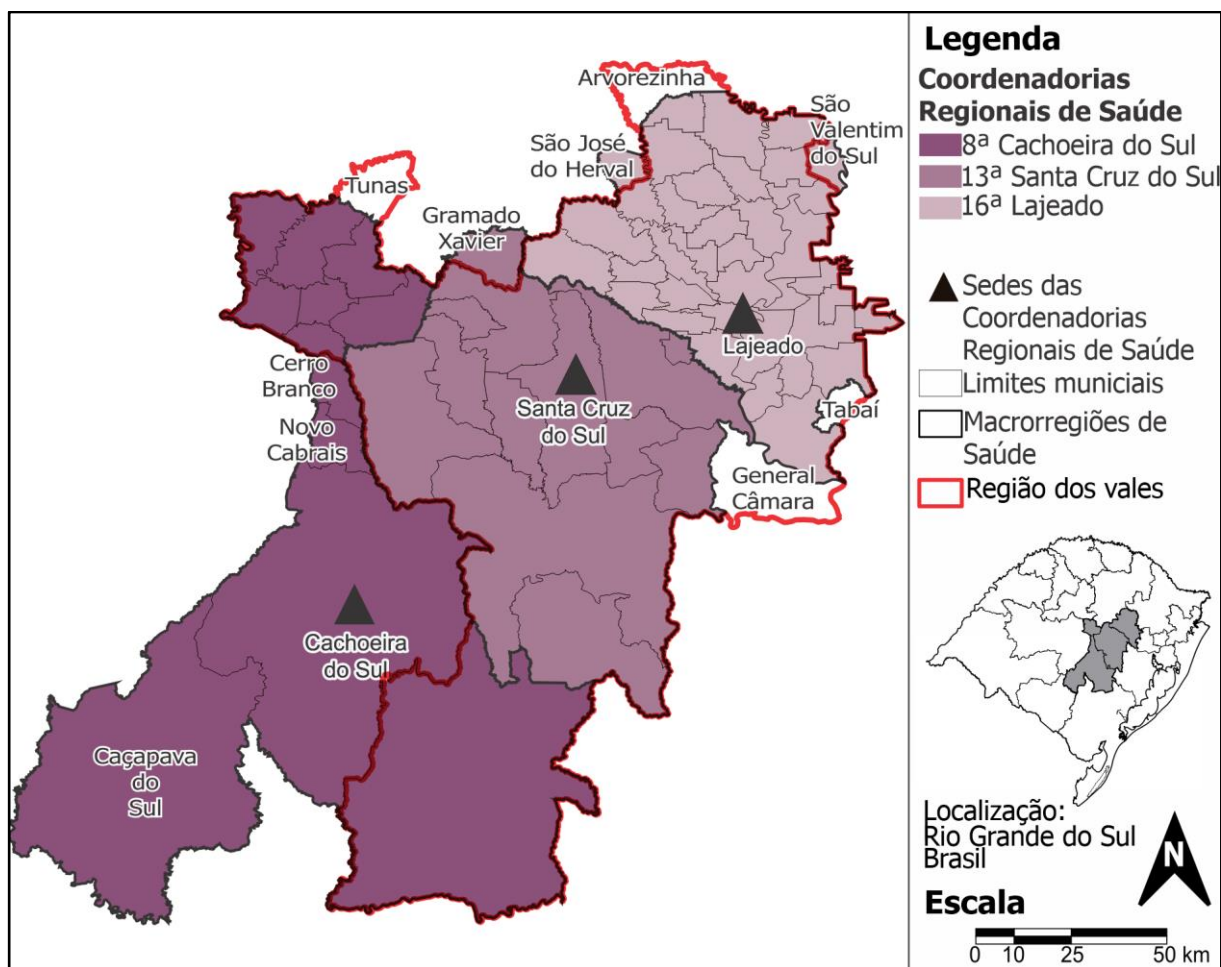 Arvorezinha
São
Valentim
do Sul
São José
do Herval
Tunas
Gramado
Xavier
Lajeado
Cerro
Branco
Santa Cruz
do Sul
Tabaí
Novo
Cabrais
General
Câmara
Cachoeira
do Sul
Caçapava
do
Sul
Legenda
Coordenadorias
Regionais de Saúde
8ª Cachoeira do Sul
13ª Santa Cruz do Sul
16ª Lajeado
Sedes das
Coordenadorias
Regionais de Saúde
Limites municiais
Macrorregiões de
Saúde
Região dos vales
Localização:
Rio Grande do Sul
Brasil
N
Escala
0 10 25 50 km